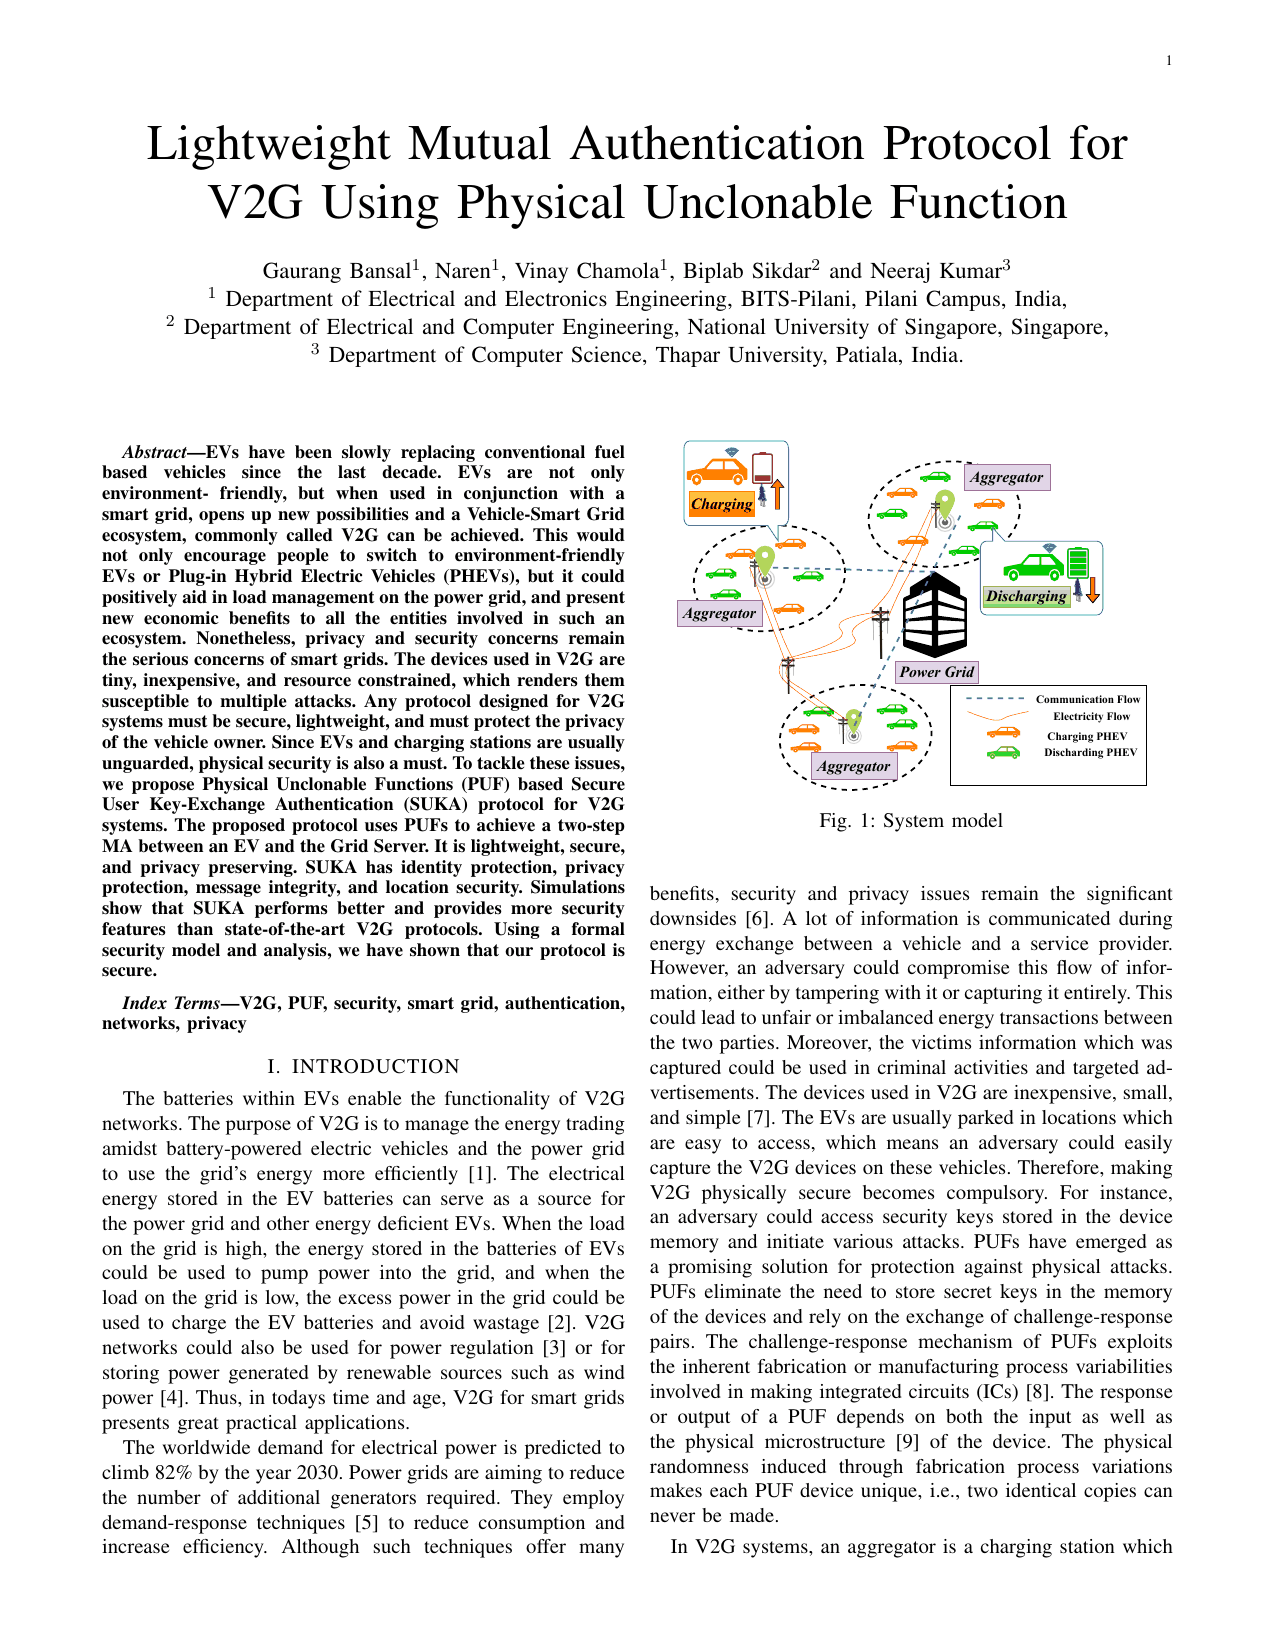 1
Lightweight Mutual Authentication Protocol for
V2G Using Physical Unclonable Function
Gaurang Bansal1, Naren1, Vinay Chamola1, Biplab Sikdar2 and Neeraj Kumar3
1 Department of Electrical and Electronics Engineering, BITS-Pilani, Pilani Campus, India,
2 Department of Electrical and Computer Engineering, National University of Singapore, Singapore,
3 Department of Computer Science, Thapar University, Patiala, India.
Abstract—EVs have been slowly replacing conventional fuel
based vehicles since the last decade. EVs are not only
environment- friendly, but when used in conjunction with a
smart grid, opens up new possibilities and a Vehicle-Smart Grid
ecosystem, commonly called V2G can be achieved. This would
not only encourage people to switch to environment-friendly
EVs or Plug-in Hybrid Electric Vehicles (PHEVs), but it could
positively aid in load management on the power grid, and present
new economic benefits to all the entities involved in such an
ecosystem. Nonetheless, privacy and security concerns remain
the serious concerns of smart grids. The devices used in V2G are
tiny, inexpensive, and resource constrained, which renders them
susceptible to multiple attacks. Any protocol designed for V2G
systems must be secure, lightweight, and must protect the privacy
of the vehicle owner. Since EVs and charging stations are usually
unguarded, physical security is also a must. To tackle these issues,
we propose Physical Unclonable Functions (PUF) based Secure
User Key-Exchange Authentication (SUKA) protocol for V2G
systems. The proposed protocol uses PUFs to achieve a two-step
MA between an EV and the Grid Server. It is lightweight, secure,
and privacy preserving. SUKA has identity protection, privacy
protection, message integrity, and location security. Simulations
show that SUKA performs better and provides more security
features than state-of-the-art V2G protocols. Using a formal
security model and analysis, we have shown that our protocol is
secure.
Index Terms—V2G, PUF, security, smart grid, authentication,
networks, privacy
I. INTRODUCTION
The batteries within EVs enable the functionality of V2G
networks. The purpose of V2G is to manage the energy trading
amidst battery-powered electric vehicles and the power grid
to use the grid's energy more efficiently [1]. The electrical
energy stored in the EV batteries can serve as a source for
the power grid and other energy deficient EVs. When the load
on the grid is high, the energy stored in the batteries of EVs
could be used to pump power into the grid, and when the
load on the grid is low, the excess power in the grid could be
used to charge the EV batteries and avoid wastage [2]. V2G
networks could also be used for power regulation [3] or for
storing power generated by renewable sources such as wind
power [4]. Thus, in todays time and age, V2G for smart grids
presents great practical applications.
The worldwide demand for electrical power is predicted to
climb 82% by the year 2030. Power grids are aiming to reduce
the number of additional generators required. They employ
demand-response techniques [5] to reduce consumption and
increase efficiency. Although such techniques offer many
Charging
Aggregator
Discharging
Aggregator
Power Grid
Aggregator
Communication Flow
Electricity Flow
Charging PHEV
Discharding PHEV
Fig. 1: System model
benefits, security and privacy issues remain the significant
downsides [6]. A lot of information is communicated during
energy exchange between a vehicle and a service provider.
However, an adversary could compromise this flow of infor-
mation, either by tampering with it or capturing it entirely. This
could lead to unfair or imbalanced energy transactions between
the two parties. Moreover, the victims information which was
captured could be used in criminal activities and targeted ad-
vertisements. The devices used in V2G are inexpensive, small,
and simple [7]. The EVs are usually parked in locations which
are easy to access, which means an adversary could easily
capture the V2G devices on these vehicles. Therefore, making
V2G physically secure becomes compulsory. For instance,
an adversary could access security keys stored in the device
memory and initiate various attacks. PUFs have emerged as
a promising solution for protection against physical attacks.
PUFs eliminate the need to store secret keys in the memory
of the devices and rely on the exchange of challenge-response
pairs. The challenge-response mechanism of PUFs exploits
the inherent fabrication or manufacturing process variabilities
involved in making integrated circuits (ICs) [8]. The response
or output of a PUF depends on both the input as well as
the physical microstructure [9] of the device. The physical
randomness induced through fabrication process variations
makes each PUF device unique, i.e., two identical copies can
never be made.
In V2G systems, an aggregator is a charging station which